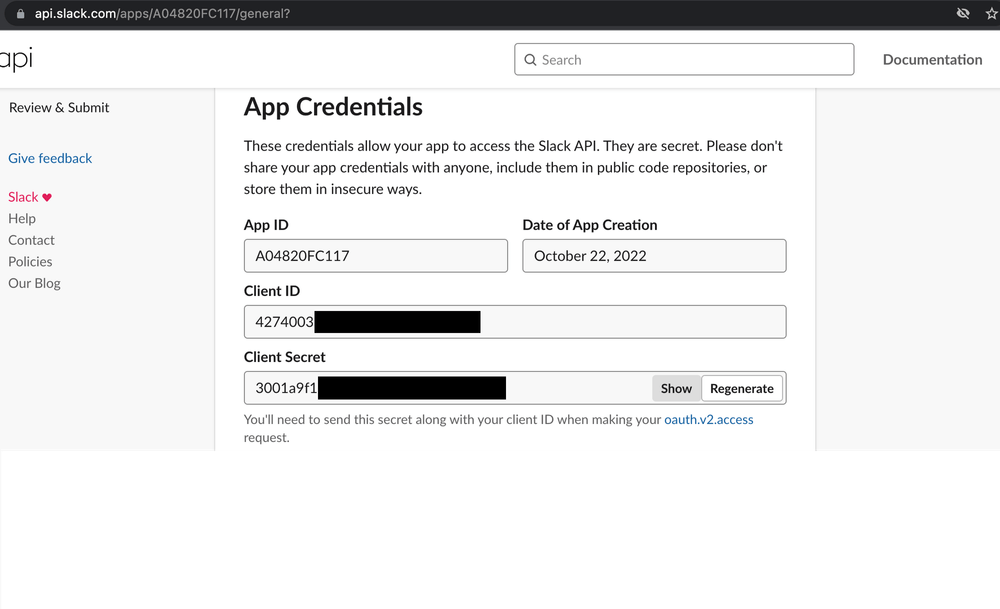 api.slack.com/apps/A04820FC117/general?
api
Search
Documentation
Review & Submit
Give feedback
Slack
Help
Contact
Policies
Our Blog
App Credentials
These credentials allow your app to access the Slack API. They are secret. Please don't
share your app credentials with anyone, include them in public code repositories, or
store them in insecure ways.
App ID
Date of App Creation
A04820FC117
October 22, 2022
Client ID
4274003
Client Secret
3001a9f1
Show
Regenerate
You'll need to send this secret along with your client ID when making your oauth.v2.access
request.